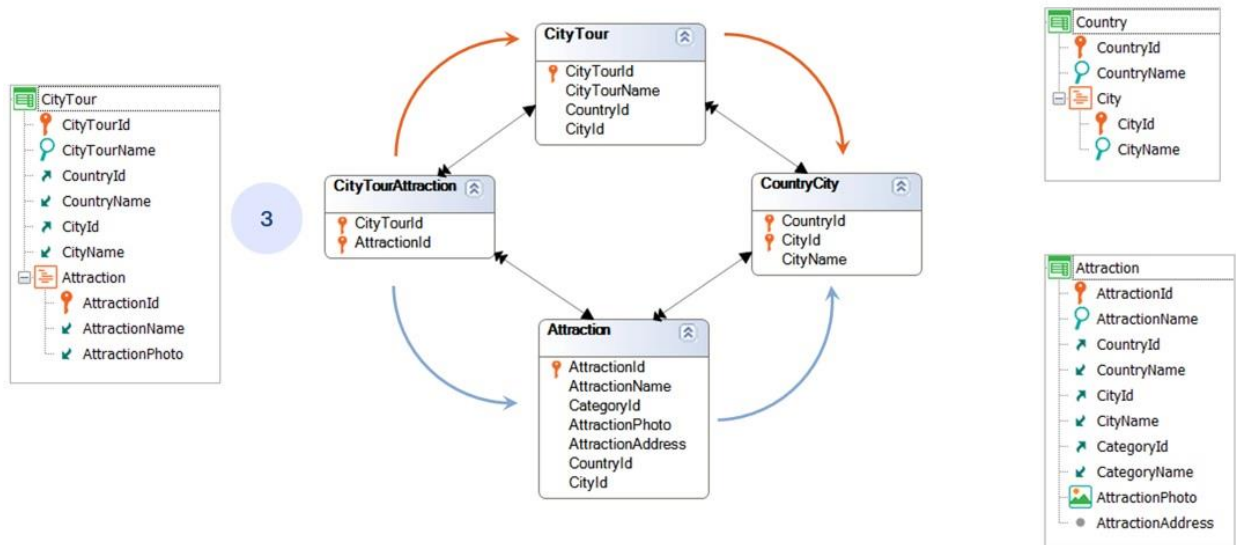 CityTour
CityTourId
CityTourName
CountryId
CountryName
CityId
CityName
Attraction
AttractionId
AttractionName
AttractionPhoto
3
CityTour
CityTourId
CityTourName
CountryId
CityId
CityTourAttraction
CityTourId
AttractionId
CountryCity
CountryId
CityId
CityName
Attraction
AttractionId
AttractionName
CategoryId
AttractionPhoto
AttractionAddress
CountryId
CityId
Country
CountryId
CountryName
City
CityId
CityName
Attraction
AttractionId
AttractionName
CountryId
CountryName
CityId
CityName
CategoryId
CategoryName
AttractionPhoto
AttractionAddress